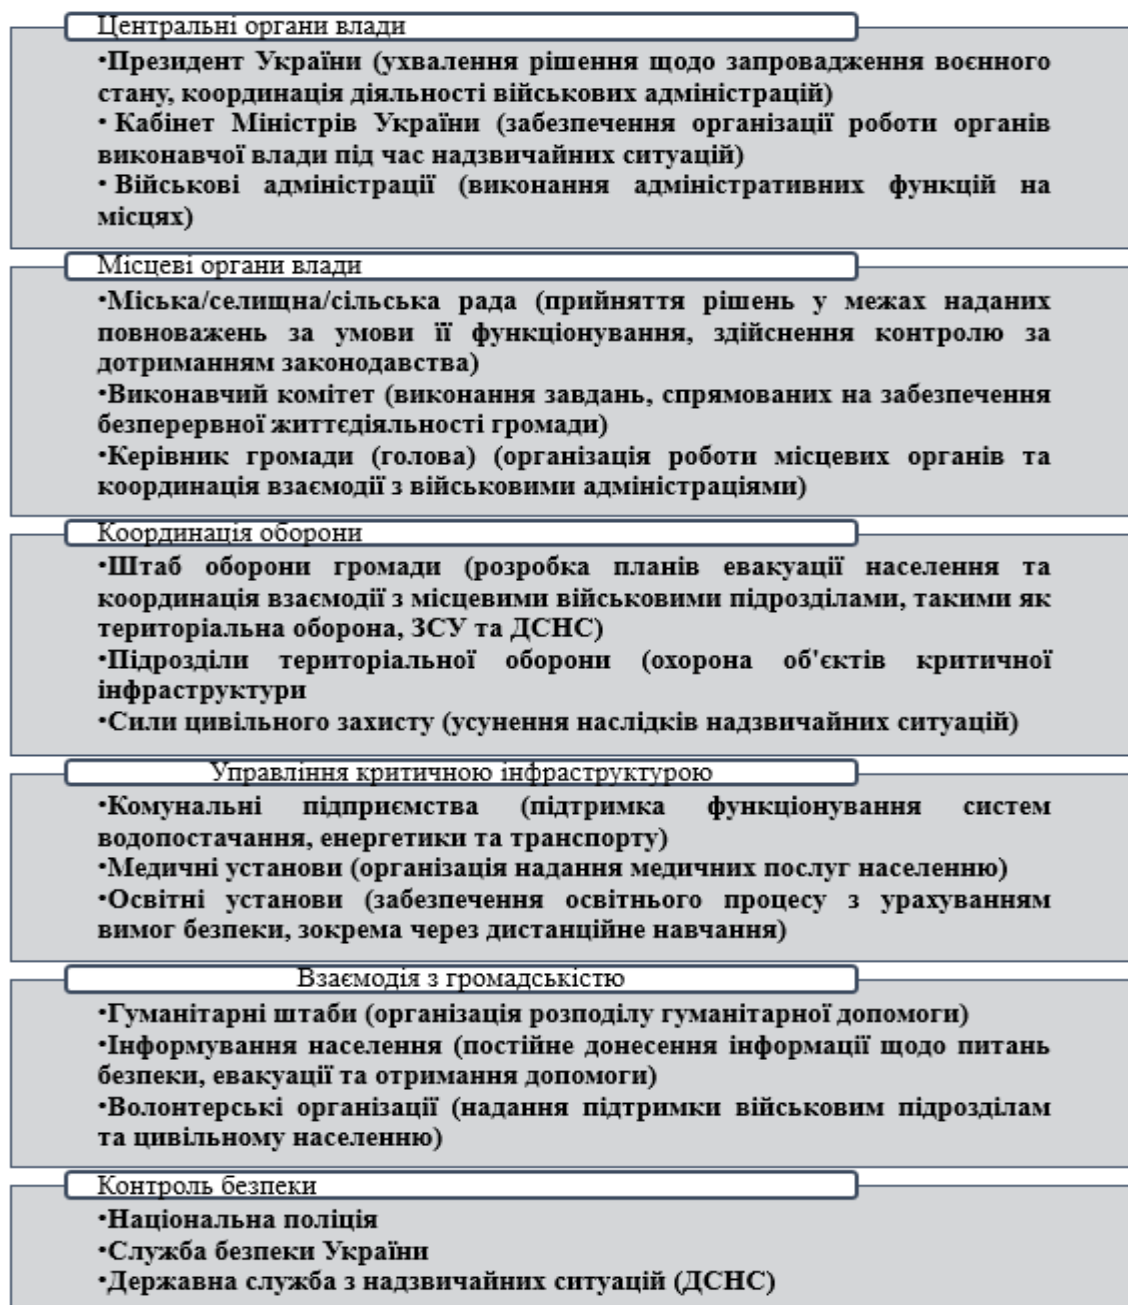 Центральні органи влади
•Президент України (ухвалення рішення щодо запровадження воєнного
стану, координація діяльності військових адміністрацій)
• Кабінет Міністрів України (забезпечення організації роботи органів
виконавчої влади під час надзвичайних ситуацій)
• Військові адміністрації (виконання адміністративних функцій на
місцях)
Місцеві органи влади
•Міська/селищна/сільська рада (прийняття рішень у межах наданих
повноважень за умови її функціонування, здійснення контролю за
дотриманням законодавства)
•Виконавчий комітет (виконання завдань, спрямованих на забезпечення
безперервної життєдіяльності громади)
•Керівник громади (голова) (організація роботи місцевих органів та
координація взаємодії з військовими адміністраціями)
Координація оборони
•Штаб оборони громади (розробка планів евакуації населення та
координація взаємодії з місцевими військовими підрозділами, такими як
територіальна оборона, ЗСУ та ДСНС)
•Підрозділи територіальної оборони (охорона об'єктів критичної
інфраструктури
•Сили цивільного захисту (усунення наслідків надзвичайних ситуацій)
Управління критичною інфраструктурою
•Комунальні підприємства (підтримка функціонування систем
водопостачання, енергетики та транспорту)
•Медичні установи (організація надання медичних послуг населенню)
•Освітні установи (забезпечення освітнього процесу з урахуванням
вимог безпеки, зокрема через дистанційне навчання)
Взаємодія з громадськістю
•Гуманітарні штаби (організація розподілу гуманітарної допомоги)
•Інформування населення (постійне донесення інформації щодо питань
безпеки, евакуації та отримання допомоги)
•Волонтерські організації (надання підтримки військовим підрозділам
та цивільному населенню)
Контроль безпеки
•Національна поліція
•Служба безпеки України
•Державна служба з надзвичайних ситуацій (ДСНС)